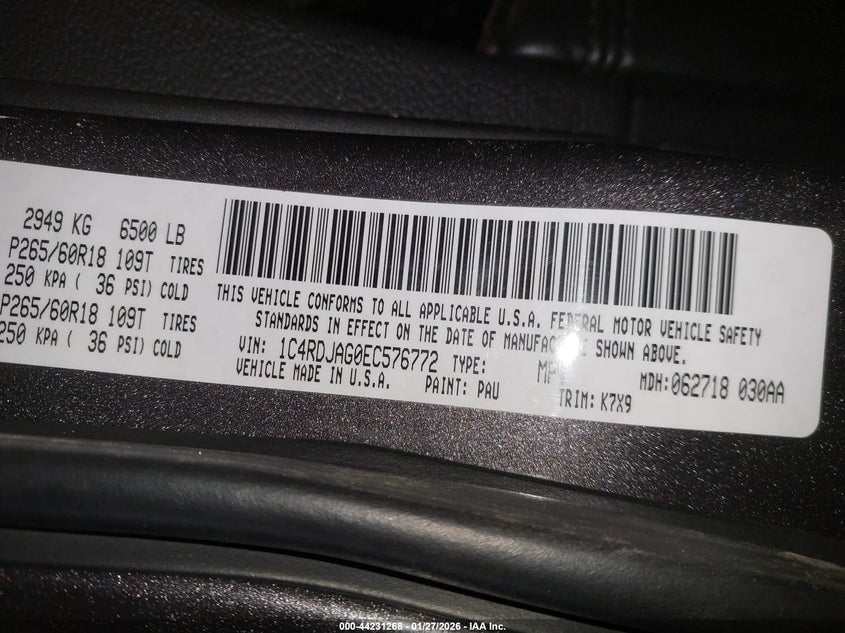 2949 KG 6500 LB
P265/60R18 109T TIRES
250 KPA ( 36 PSI) COLD
P265/60R18 109T TIRES
250 KPA ( 36 PSI) COLD
THIS VEHICLE CONFORMS TO ALL APPLICABLE U.S.A. FEDERAL MOTOR VEHICLE SAFETY
STANDARDS IN EFFECT ON THE DATE OF MANUFAC SHOWN ABOVE.
VIN: 1C4RDJAG0EC576772 TYPE: MP MDH: 062718 030AA
VEHICLE MADE IN U.S.A. PAINT: PAU TRIM: K7X9
000-44231268 - 01/27/2026 - IAA Inc.